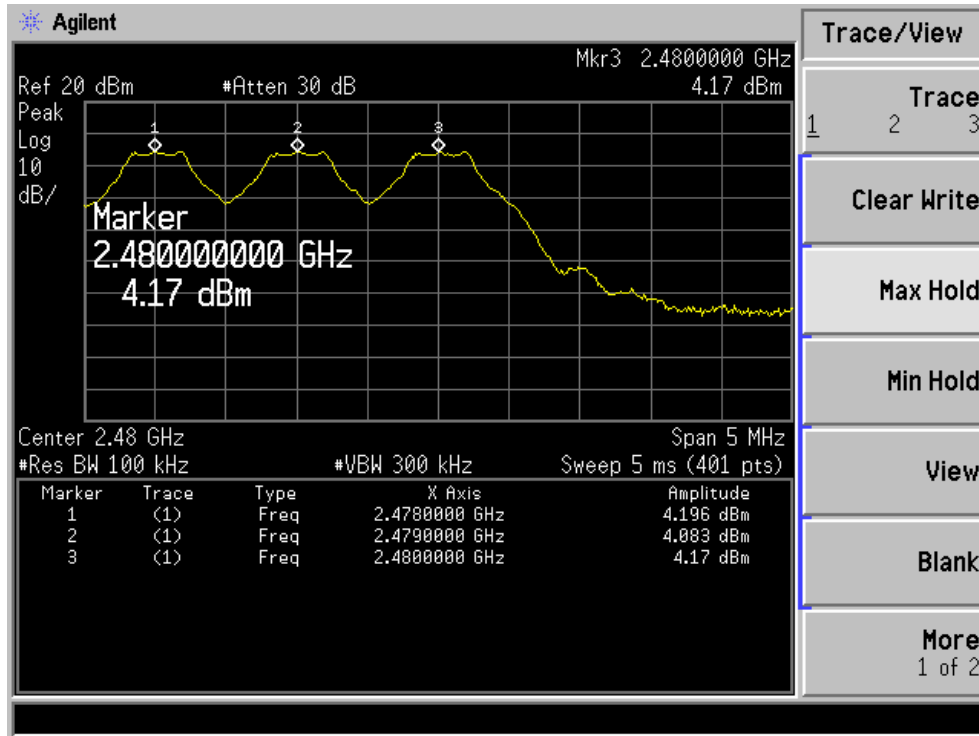 Agilent
Trace/View
Mkr3 2.4800000 GHz
Ref 20 dBm #Atten 30 dB 4.17 dBm
Peak
Log
10
dB/
1 2 3
Marker
2.480000000 GHz
4.17 dBm
Center 2.48 GHz Span 5 MHz
#Res BW 100 kHz #VBW 300 kHz Sweep 5 ms (401 pts)
Marker Trace Type X Axis Amplitude
1 (1) Freq 2.4780000 GHz 4.196 dBm
2 (1) Freq 2.4790000 GHz 4.083 dBm
3 (1) Freq 2.4800000 GHz 4.17 dBm
Trace
1 2 3
Clear Write
Max Hold
Min Hold
View
Blank
More
1 of 2